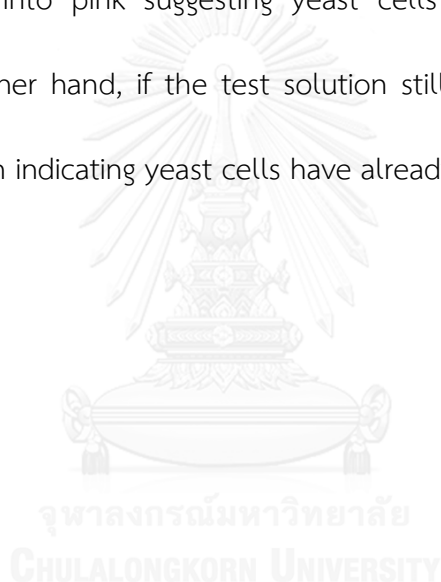 into pink suggesting yeast cells
her hand, if the test solution still
n indicating yeast cells have alread
จุฬาลงกรณ์มหาวิทยาลัย
CHULALONGKORN UNIVERSITY